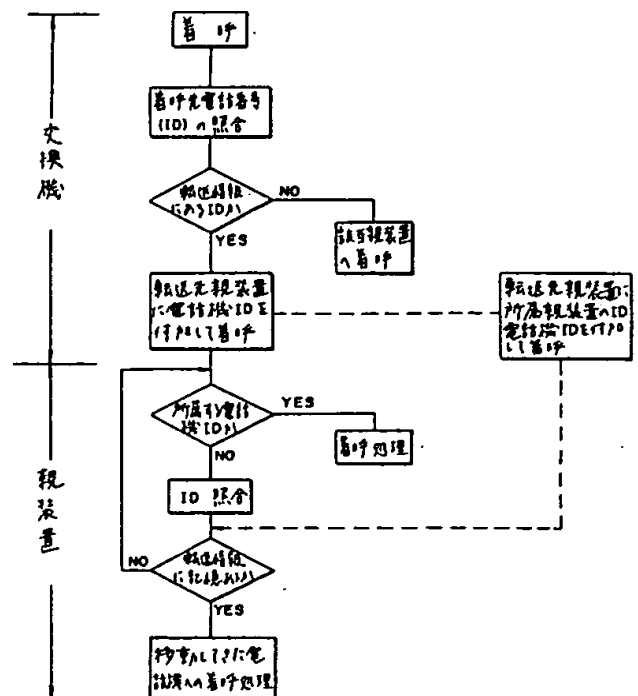 着呼
着呼先電話番号
(ID)の照合
転送情報
にあるIDか
NO
YES
該当親装置
へ着呼
転送先親装置
に電話機IDを
付加して着呼
転送先親装置に
所属親装置のID
電話機IDを付加
して着呼
交換機
親装置
所属する電話
機IDか
YES
着呼処理
NO
ID 照合
転送情報
に記憶あるか
NO
YES
移動してきた電
話機への着呼処理